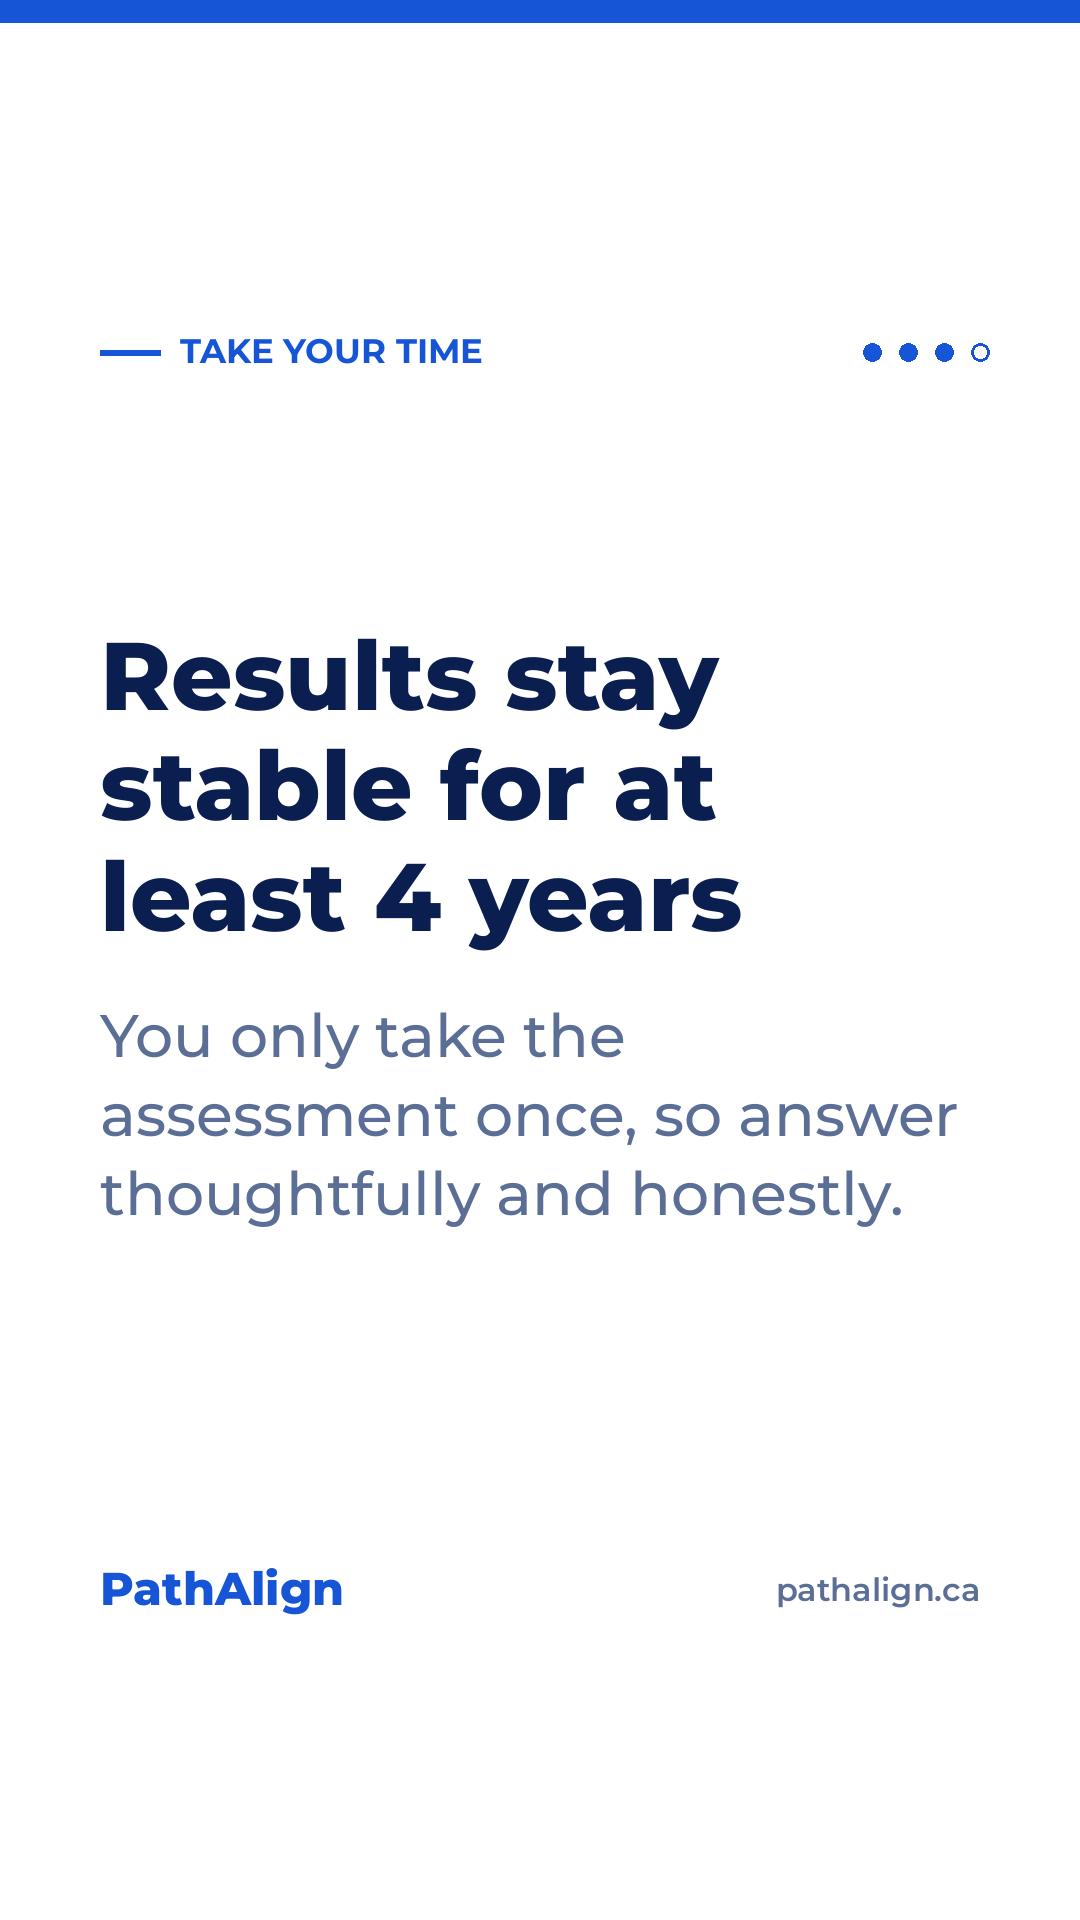 TAKE YOUR TIME
Results stay
stable for at
least 4 years
You only take the
assessment once, so answer
thoughtfully and honestly.
PathAlign
pathalign.ca